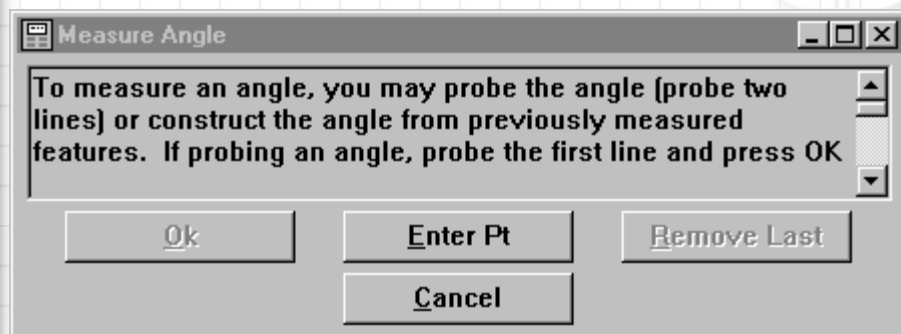 Measure Angle
To measure an angle, you may probe the angle (probe two
lines) or construct the angle from previously measured
features.  If probing an angle, probe the first line and press OK
Ok
Enter Pt
Remove Last
Cancel